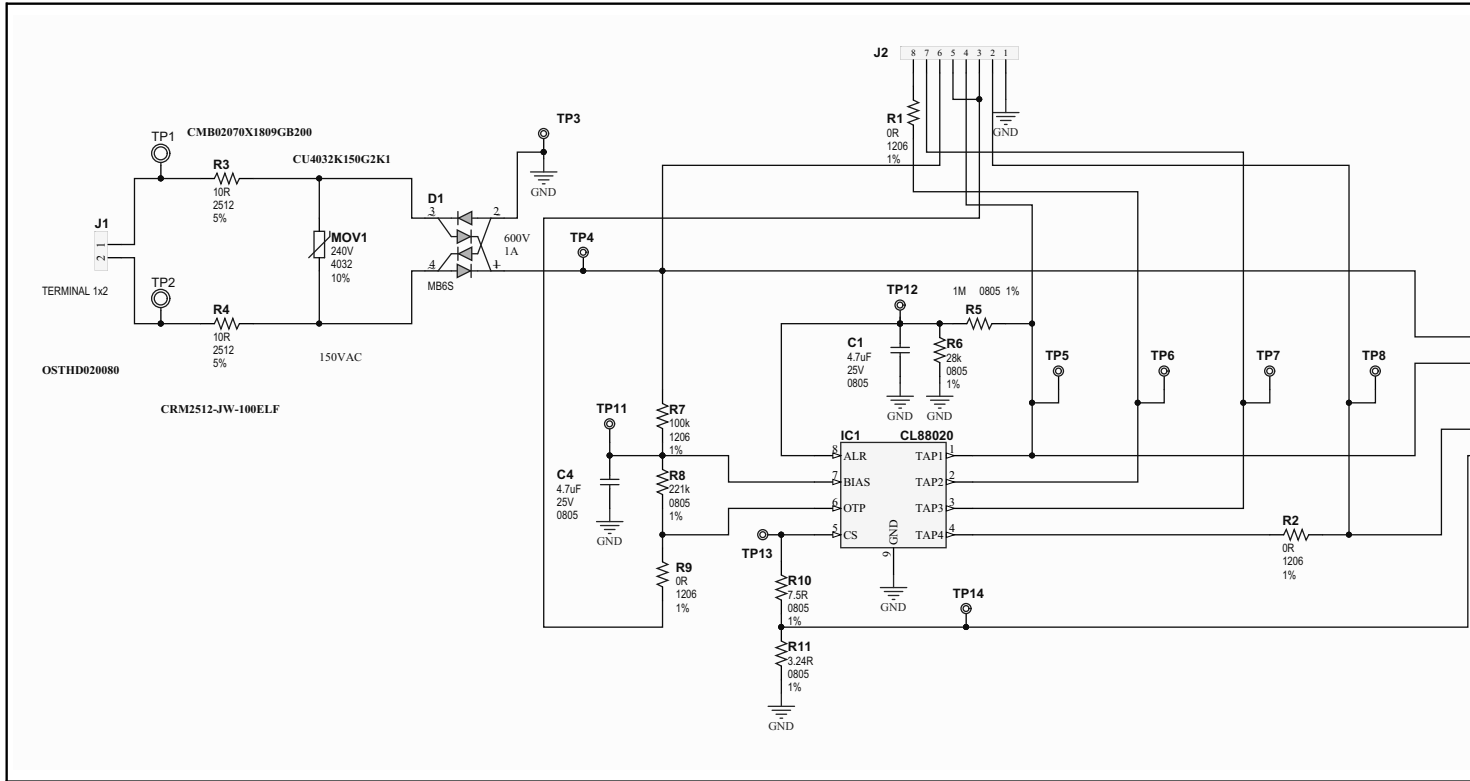 J2
8 7 6 5 4 3 2 1
R1
0R
1206
1%
GND
TP3
GND
CMB02070X1809GB200
TP1
R3
10R
2512
5%
CU4032K150G2K1
J1
1
2
TERMINAL 1x2
MOV1
240V
4032
10%
D1
3
2
4
1
600V
1A
MB6S
TP4
TP2
R4
10R
2512
5%
150VAC
OSTHD020080
CRM2512-JW-100ELF
TP12
1M 0805 1%
R5
C1
4.7uF
25V
0805
GND
R6
28k
0805
1%
GND
TP5
TP6
TP7
TP8
TP11
R7
100k
1206
1%
C4
4.7uF
25V
0805
GND
R8
221k
0805
1%
R9
0R
1206
1%
IC1
CL88020
8
ALR
TAP1
1
7
BIAS
TAP2
2
6
OTP
TAP3
3
5
CS
TAP4
4
GND
9
GND
TP13
R2
0R
1206
1%
R10
7.5R
0805
1%
TP14
R11
3.24R
0805
1%
GND